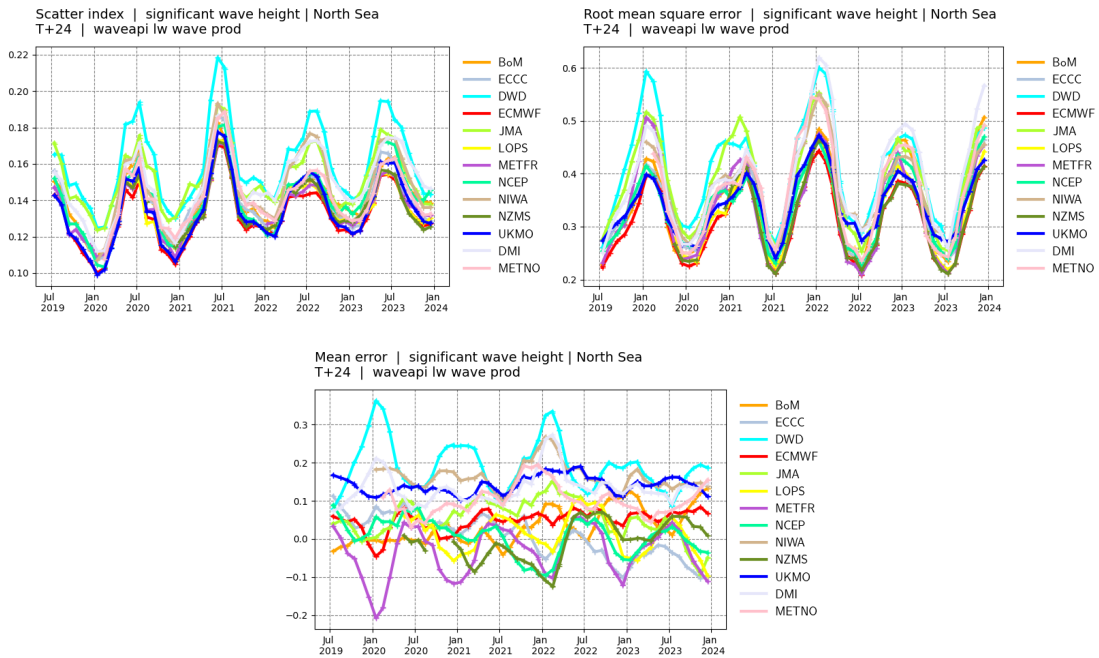 Scatter index | significant wave height | North Sea
T+24 | waveapi lw wave prod
0.22
0.20
0.18
0.16
0.14
0.12
0.10
Jul 2019
Jan 2020
Jul 2020
Jan 2021
Jul 2021
Jan 2022
Jul 2022
Jan 2023
Jul 2023
Jan 2024
BoM
ECCC
DWD
ECMWF
JMA
LOPS
METFR
NCEP
NIWA
NZMS
UKMO
DMI
METNO
Root mean square error | significant wave height | North Sea
T+24 | waveapi lw wave prod
0.6
0.5
0.4
0.3
0.2
Jul 2019
Jan 2020
Jul 2020
Jan 2021
Jul 2021
Jan 2022
Jul 2022
Jan 2023
Jul 2023
Jan 2024
BoM
ECCC
DWD
ECMWF
JMA
LOPS
METFR
NCEP
NIWA
NZMS
UKMO
DMI
METNO
Mean error | significant wave height | North Sea
T+24 | waveapi lw wave prod
0.3
0.2
0.1
0.0
−0.1
−0.2
Jul 2019
Jan 2020
Jul 2020
Jan 2021
Jul 2021
Jan 2022
Jul 2022
Jan 2023
Jul 2023
Jan 2024
BoM
ECCC
DWD
ECMWF
JMA
LOPS
METFR
NCEP
NIWA
NZMS
UKMO
DMI
METNO